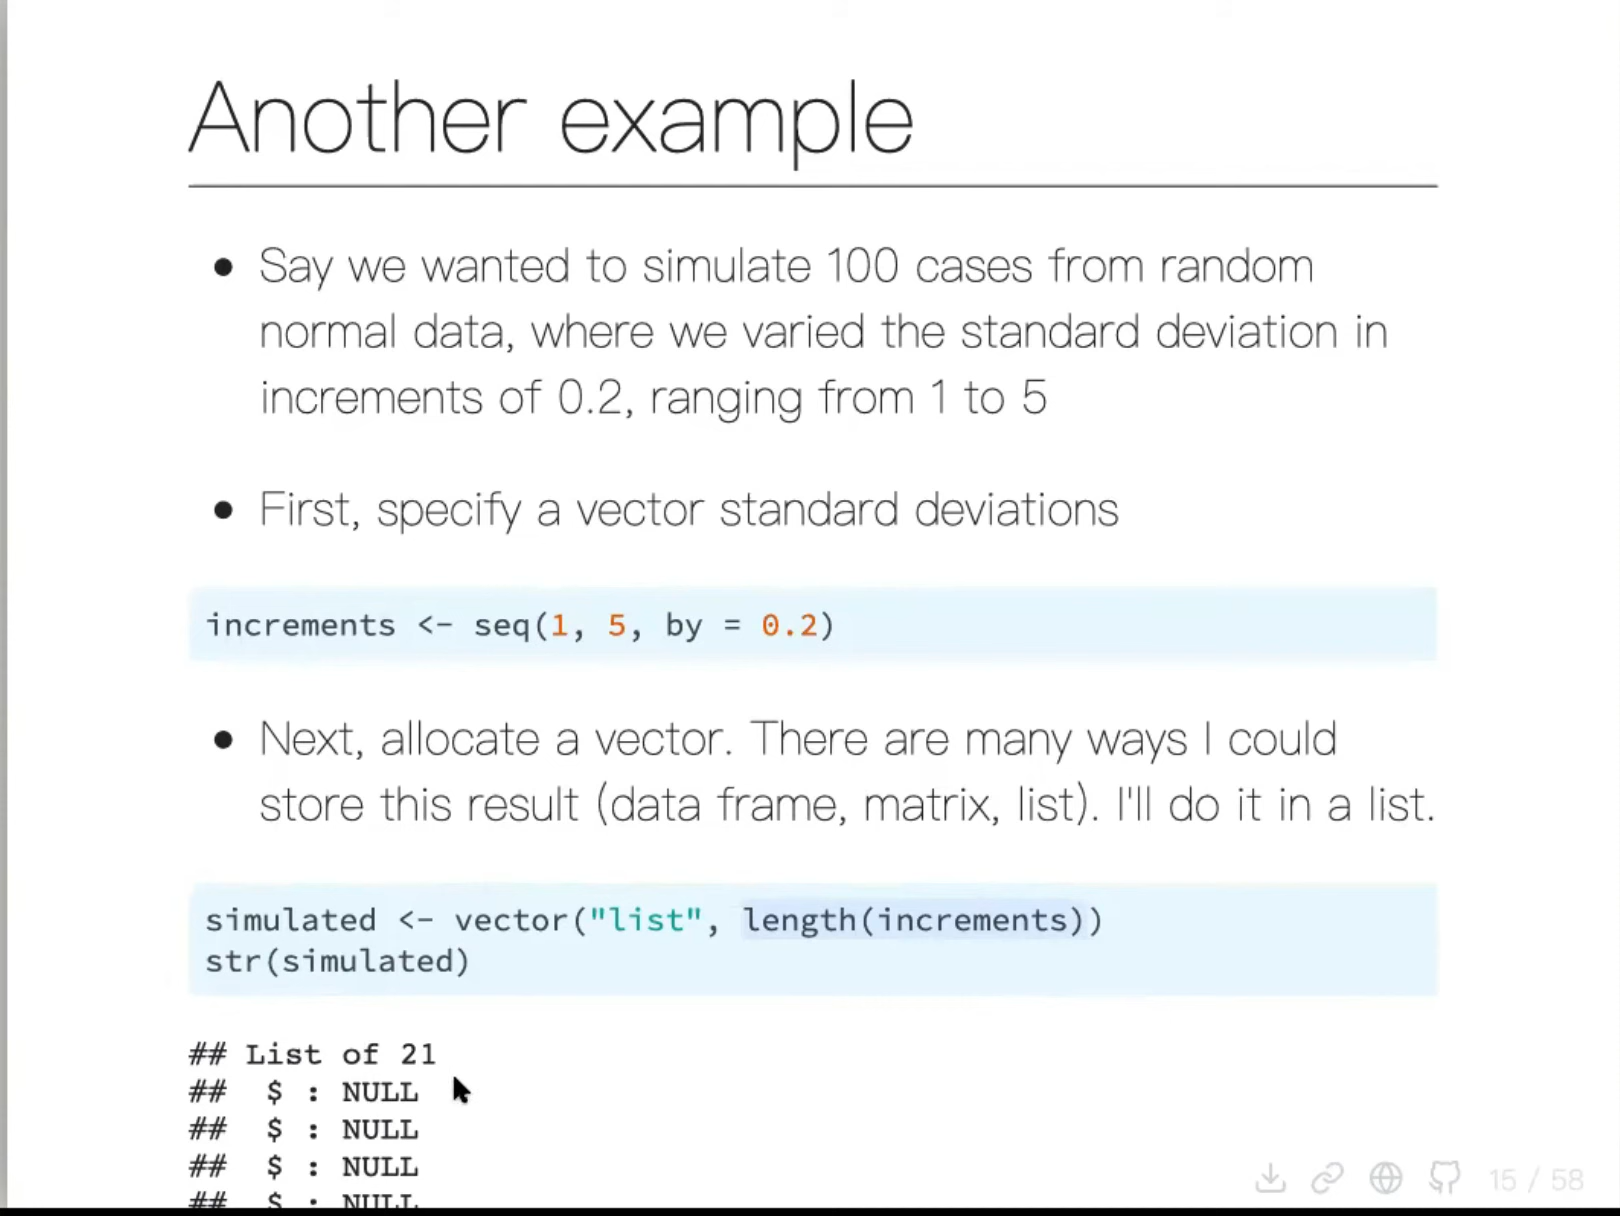 Another example
• Say we wanted to simulate 100 cases from random
normal data, where we varied the standard deviation in
increments of 0.2, ranging from 1 to 5
• First, specify a vector standard deviations
increments <- seq(1, 5, by = 0.2)
• Next, allocate a vector. There are many ways I could
store this result (data frame, matrix, list). I'll do it in a list.
simulated <- vector("list", length(increments))
str(simulated)
## List of 21
##  $ : NULL
##  $ : NULL
##  $ : NULL
##  $ : NULL
15 / 58